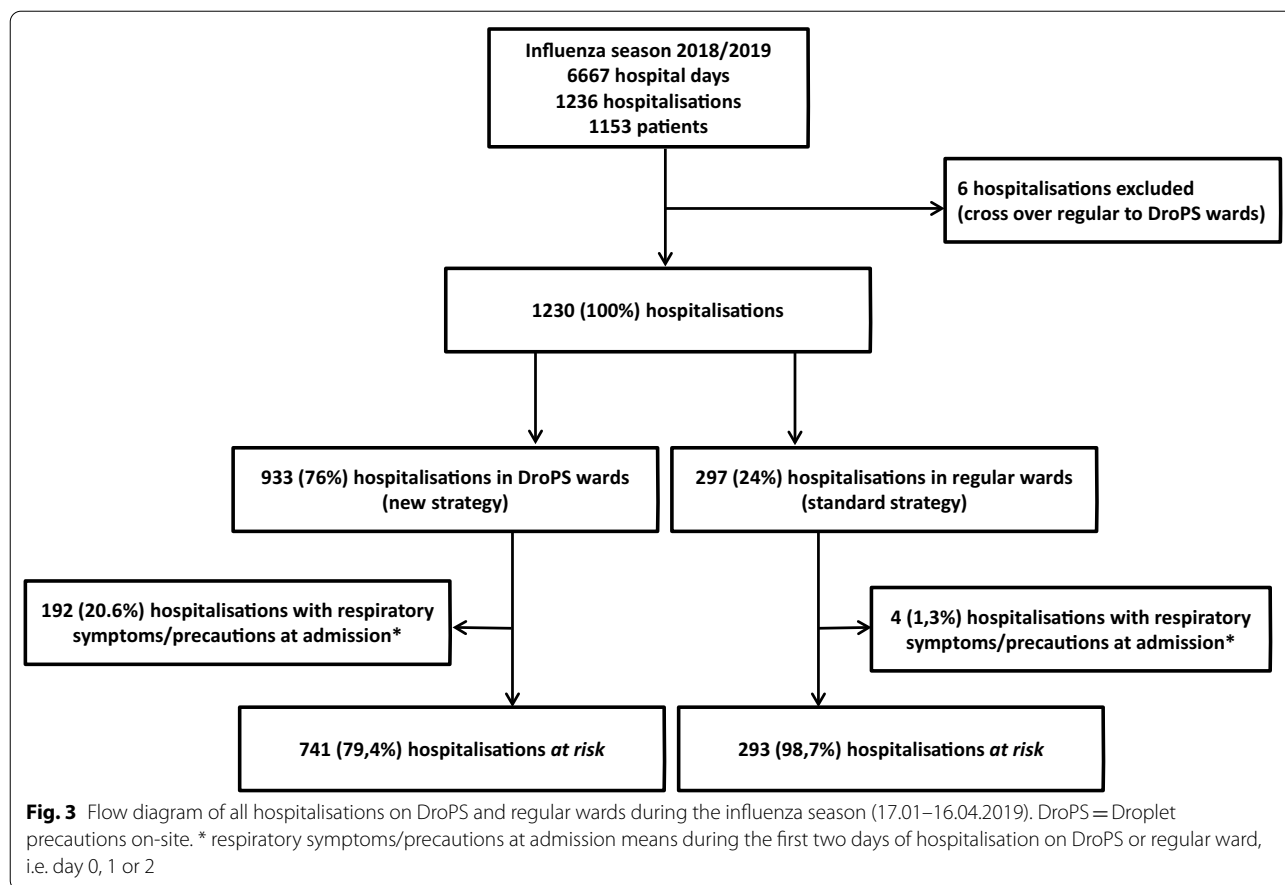 Influenza season 2018/2019
6667 hospital days
1236 hospitalisations
1153 patients
6 hospitalisations excluded
(cross over regular to DroPS wards)
1230 (100%) hospitalisations
933 (76%) hospitalisations in DroPS wards
(new strategy)
297 (24%) hospitalisations in regular wards
(standard strategy)
192 (20.6%) hospitalisations with respiratory
symptoms/precautions at admission*
4 (1,3%) hospitalisations with respiratory
symptoms/precautions at admission*
741 (79,4%) hospitalisations at risk
293 (98,7%) hospitalisations at risk
Fig. 3 Flow diagram of all hospitalisations on DroPS and regular wards during the influenza season (17.01–16.04.2019). DroPS = Droplet
precautions on-site. * respiratory symptoms/precautions at admission means during the first two days of hospitalisation on DroPS or regular ward,
i.e. day 0, 1 or 2